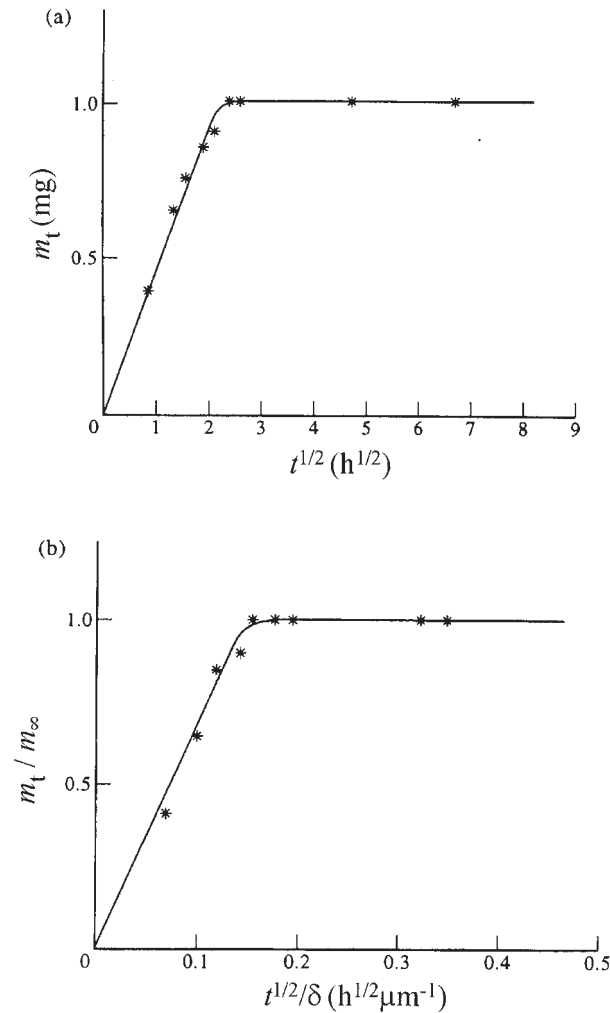 (a)
1.0
0.5
m_t (mg)
0 1 2 3 4 5 6 7 8 9
t^{1/2} (h^{1/2})
(b)
1.0
0.5
m_t / m_∞
0 0.1 0.2 0.3 0.4 0.5
t^{1/2}/δ (h^{1/2}μm^{-1})